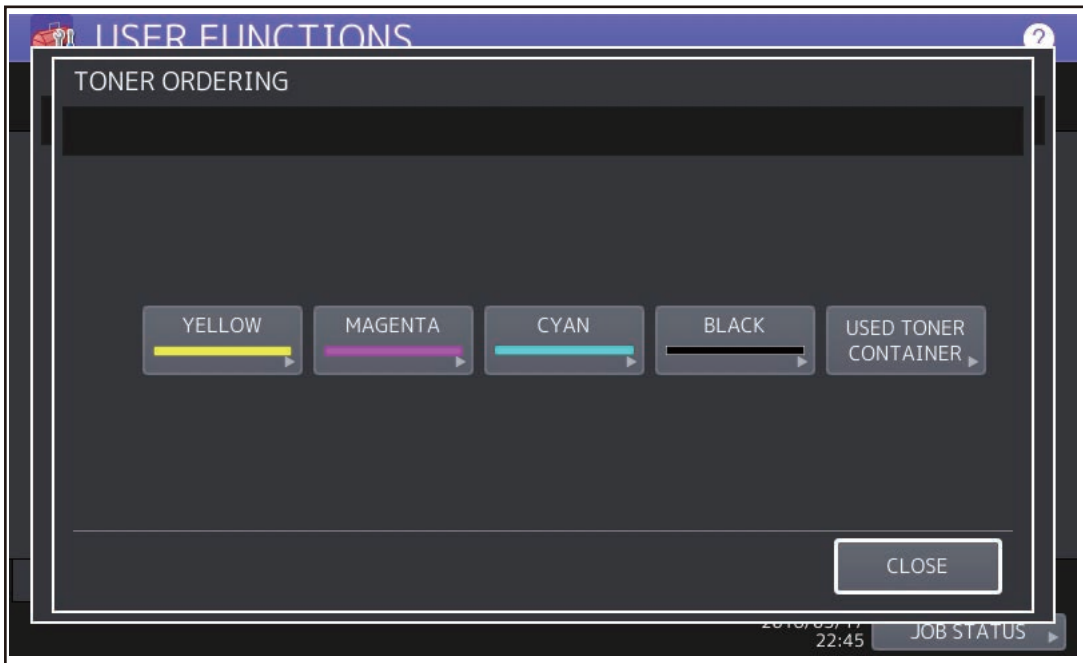 USER FUNCTIONS
?
TONER ORDERING
YELLOW
MAGENTA
CYAN
BLACK
USED TONER
CONTAINER
CLOSE
22:45
JOB STATUS